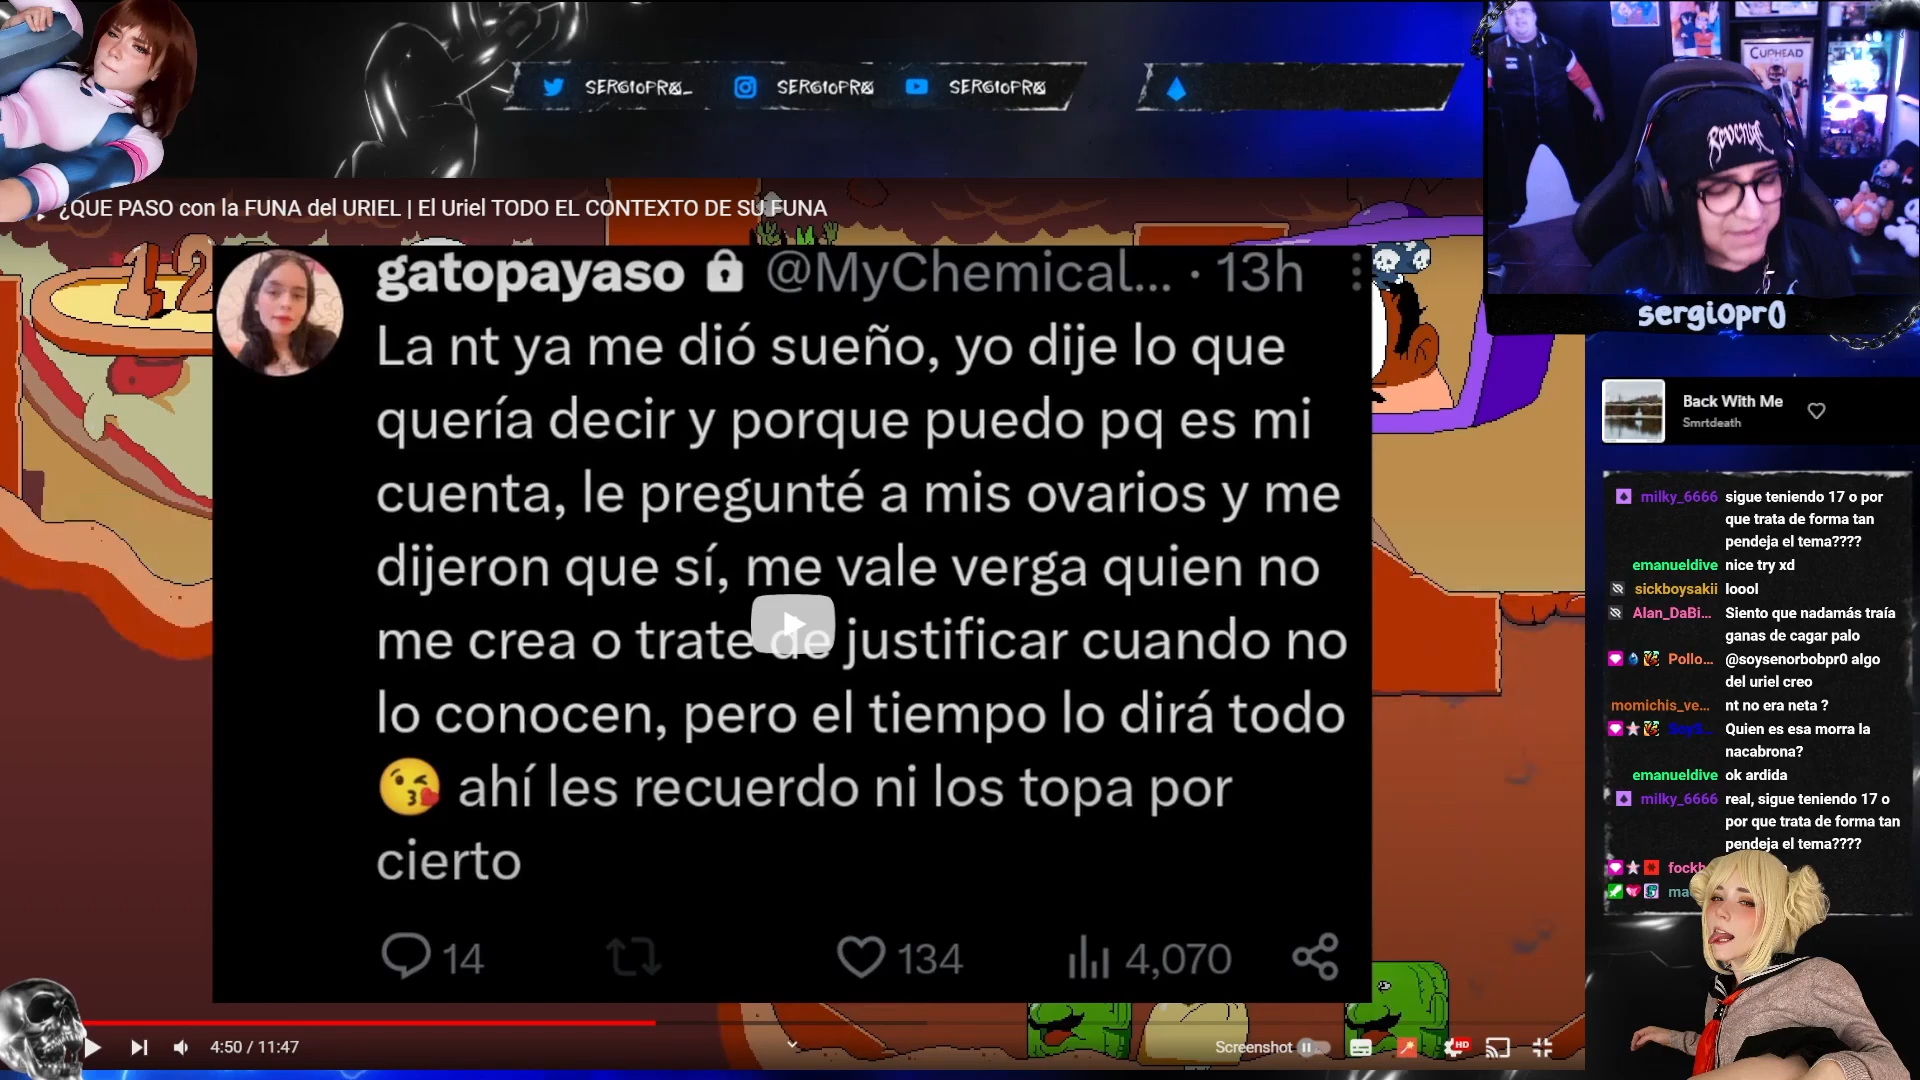 SERGIOPR0_
SERGIOPR0
SERGIOPR0
CUPHEAD
REVENGE
sergiopr0
¿QUE PASO con la FUNA del URIEL | El Uriel TODO EL CONTEXTO DE SU FUNA
12
gatopayaso @MyChemical... · 13h
La nt ya me dió sueño, yo dije lo que
quería decir y porque puedo pq es mi
cuenta, le pregunté a mis ovarios y me
dijeron que sí, me vale verga quien no
me crea o trate de justificar cuando no
lo conocen, pero el tiempo lo dirá todo
😘 ahí les recuerdo ni los topa por
cierto
14
134
4,070
4:50 / 11:47
Screenshot
HD
Back With Me
Smrtdeath
milky_6666 sigue teniendo 17 o por
que trata de forma tan
pendeja el tema????
emanueldive nice try xd
sickboysakii loool
Alan_DaBi... Siento que nadamás traía
ganas de cagar palo
Pollo... @soysenorbobpr0 algo
del uriel creo
momichis_ve... nt no era neta ?
SoyS... Quien es esa morra la
nacabrona?
emanueldive ok ardida
milky_6666 real, sigue teniendo 17 o
por que trata de forma tan
pendeja el tema????
fockb
ma